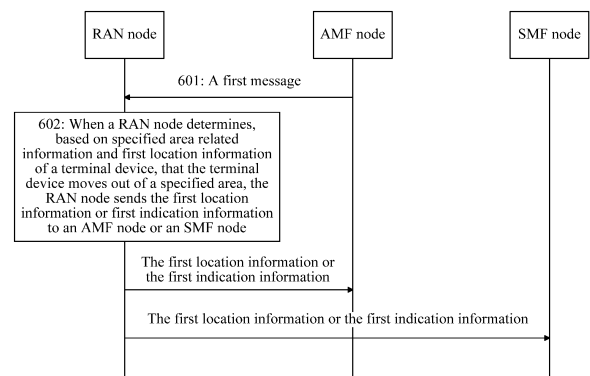 RAN node
AMF node
SMF node
601: A first message
602: When a RAN node determines,
based on specified area related
information and first location information
of a terminal device, that the terminal
device moves out of a specified area, the
RAN node sends the first location
information or first indication information
to an AMF node or an SMF node
The first location information or
the first indication information
The first location information or the first indication information